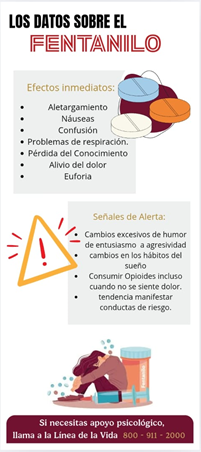 LOS DATOS SOBRE EL
FENTANILO
Efectos inmediatos:
• Aletargamiento
• Náuseas
• Confusión
• Problemas de respiración.
• Pérdida del Conocimiento
• Alivio del dolor
• Euforia
Señales de Alerta:
• Cambios excesivos de humor
de entusiasmo a agresividad
• cambios en los hábitos del
sueño
• Consumir Opioides incluso
cuando no se siente dolor.
• tendencia manifestar
conductas de riesgo.
Si necesitas apoyo psicológico,
llama a la Línea de la Vida 800 - 911 - 2000